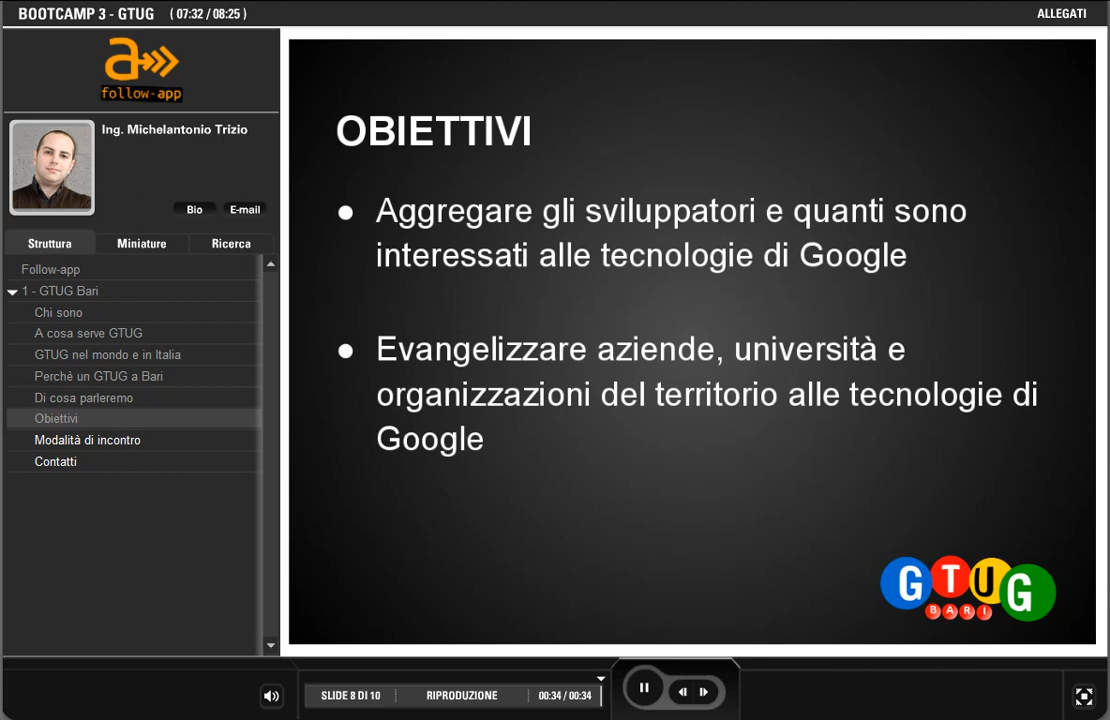 BOOTCAMP 3 - GTUG ( 07:32 / 08:25 )
ALLEGATI
a
follow-app
Ing. Michelantonio Trizio
Bio E-mail
Struttura Miniature Ricerca
Follow-app
1 - GTUG Bari
Chi sono
A cosa serve GTUG
GTUG nel mondo e in Italia
Perchè un GTUG a Bari
Di cosa parleremo
Obiettivi
Modalità di incontro
Contatti
OBIETTIVI
● Aggregare gli sviluppatori e quanti sono
interessati alle tecnologie di Google
● Evangelizzare aziende, università e
organizzazioni del territorio alle tecnologie di
Google
GTUG
BARI
SLIDE 8 DI 10 RIPRODUZIONE 00:34 / 00:34